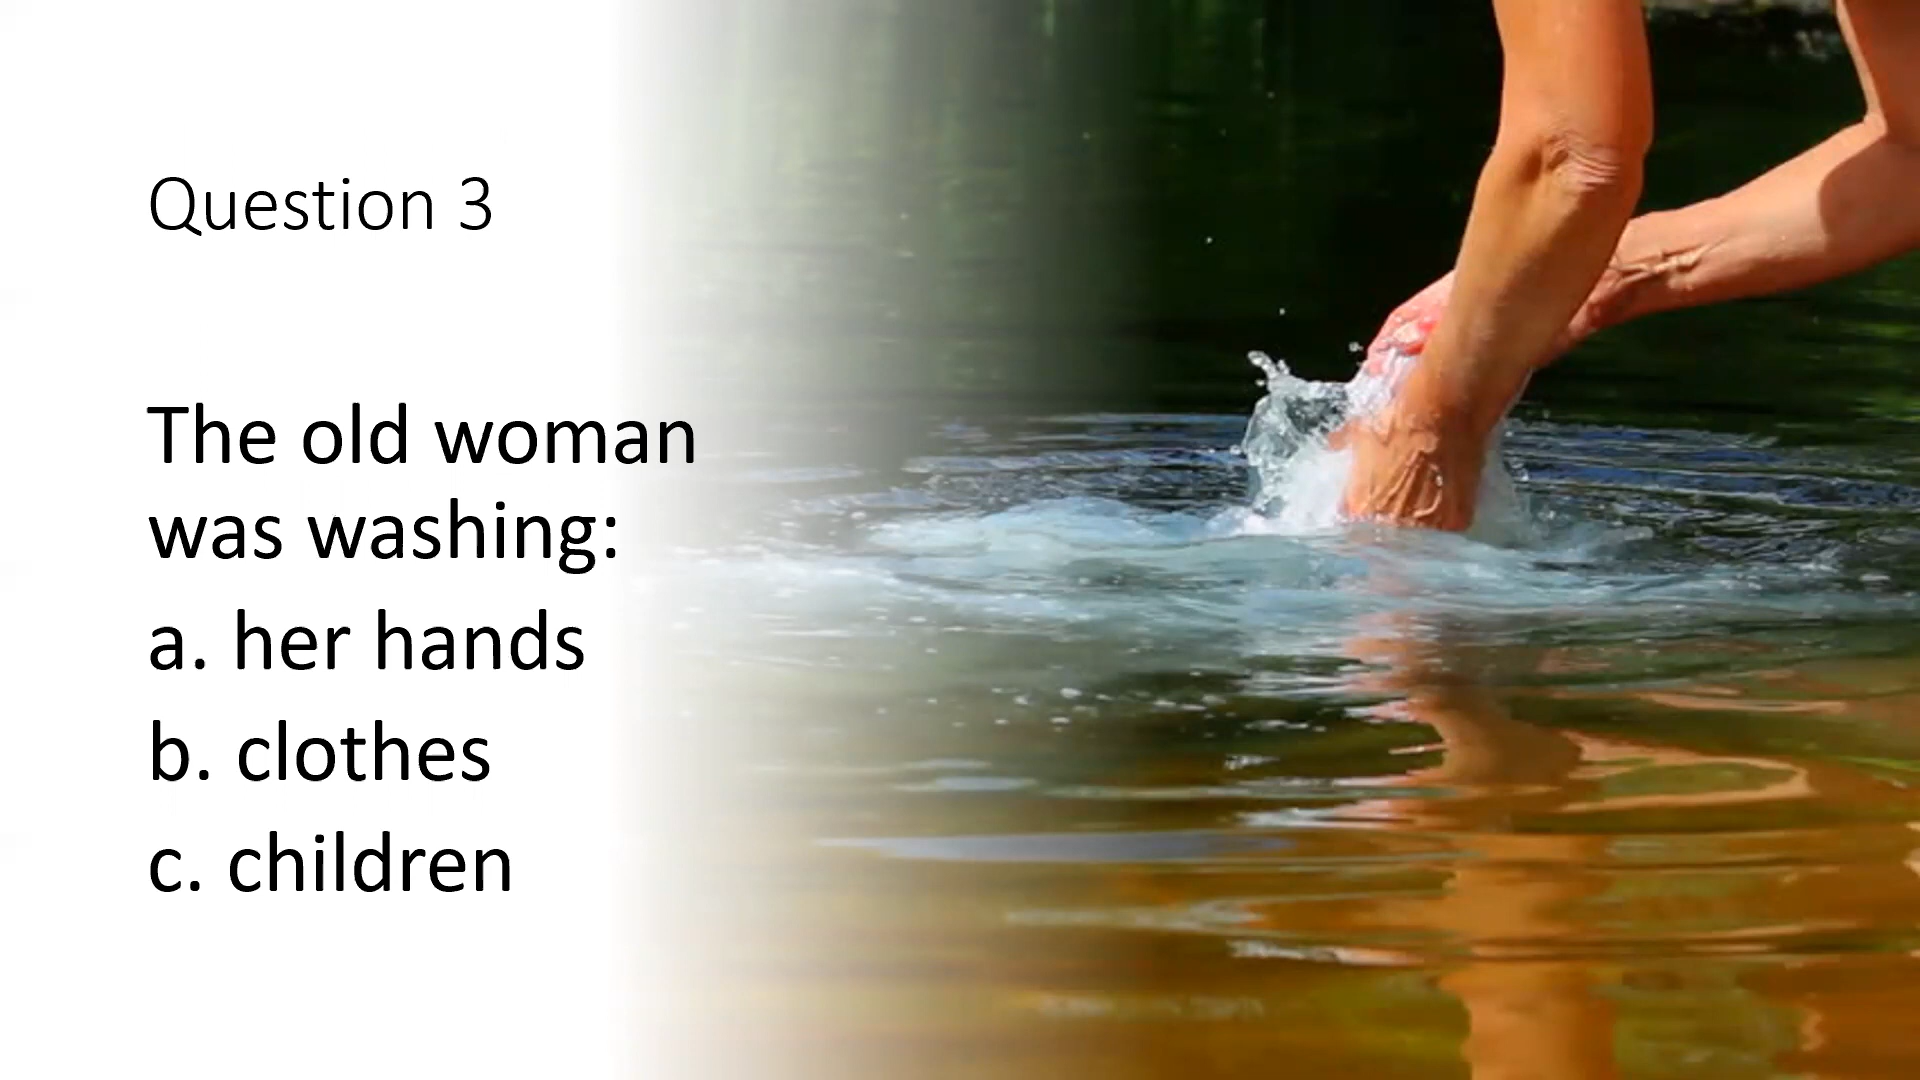 Question 3
The old woman
was washing:
a. her hands
b. clothes
c. children